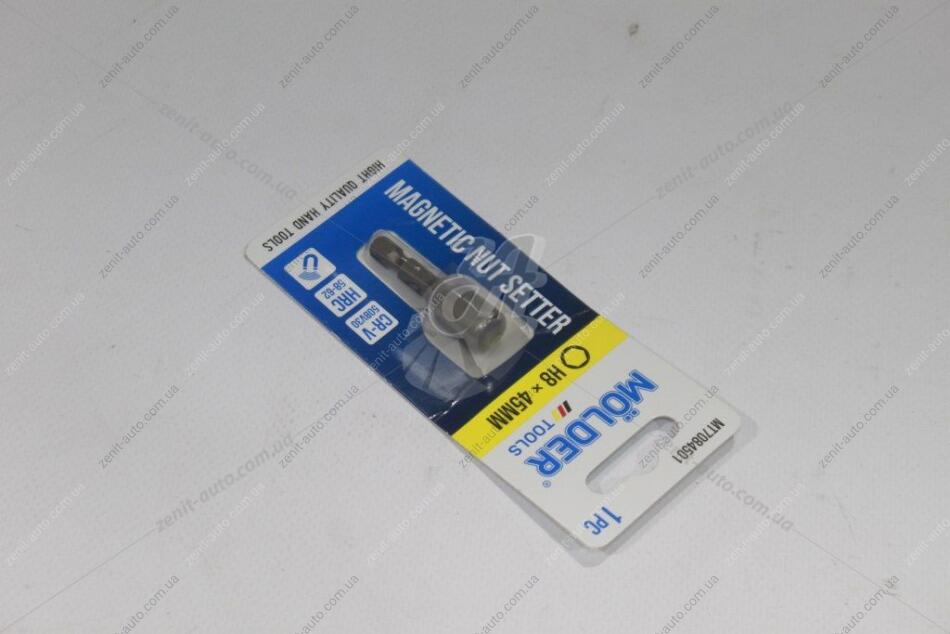 MT7084501
1 PC
MÖLDER®
TOOLS
H8 × 45MM
MAGNETIC NUT SETTER
CR-V
50BV30
HRC
58-62
HIGHT QUALITY HAND TOOLS
zenit-auto.com.ua